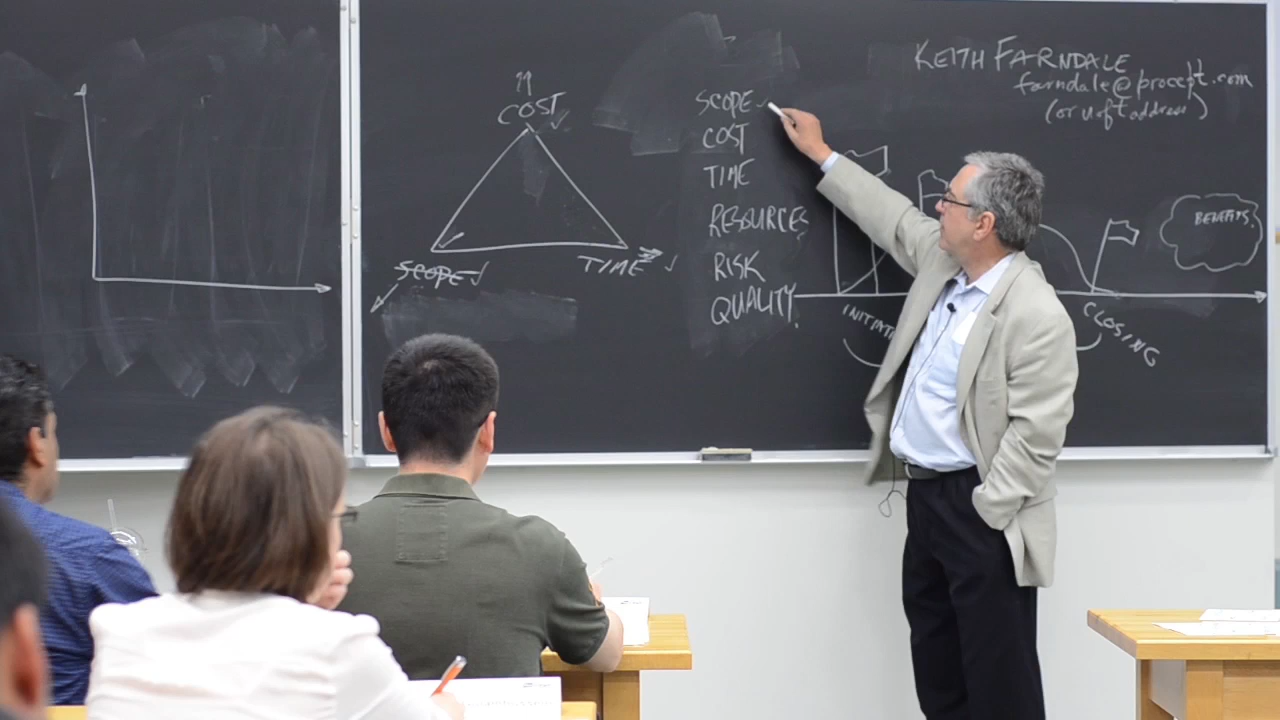 KEITH FARNDALE
farndale@procept.com
(or uoft address)
COST
SCOPE
TIME
SCOPE
COST
TIME
RESOURCES
RISK
QUALITY
BENEFITS
CLOSING